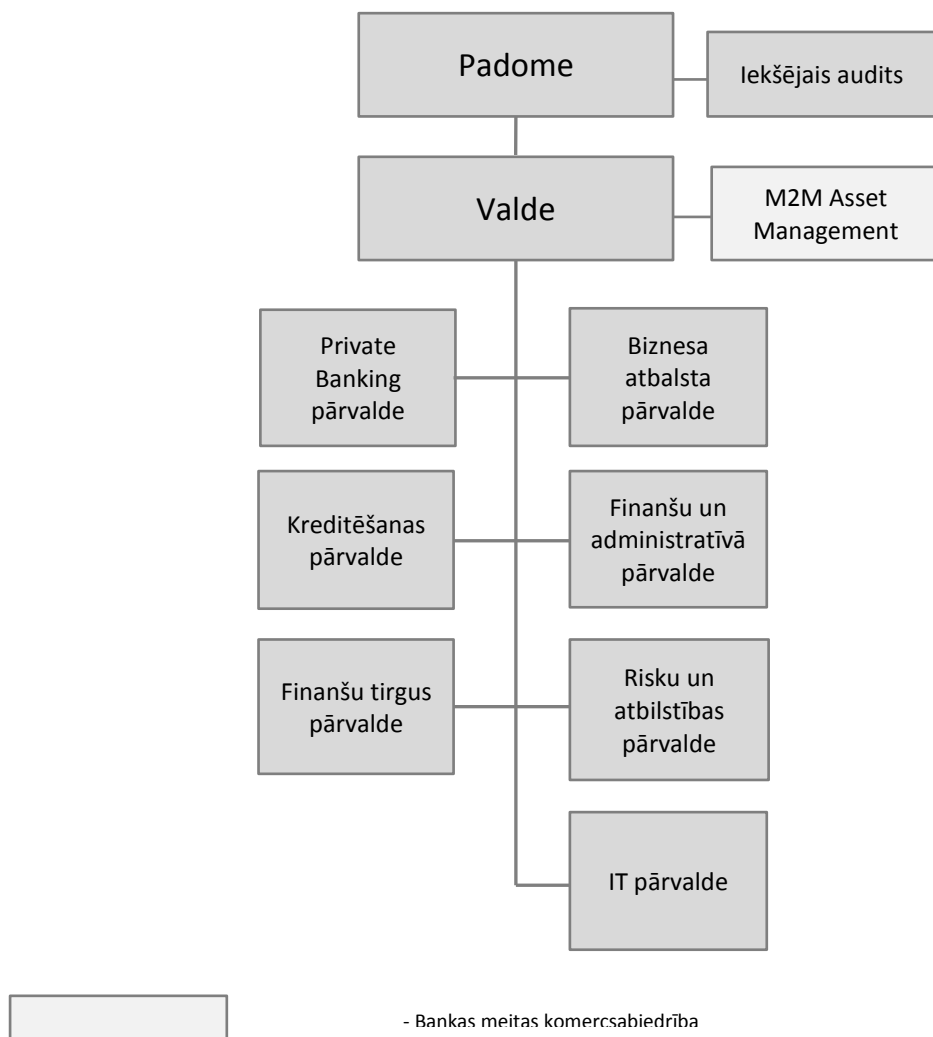 Padome
Iekšējais audits
Valde
M2M Asset
Management
Private
Banking
pārvalde
Biznesa
atbalsta
pārvalde
Kreditēšanas
pārvalde
Finanšu un
administratīvā
pārvalde
Finanšu tirgus
pārvalde
Risku un
atbilstības
pārvalde
IT pārvalde
- Bankas meitas komercsabiedrība